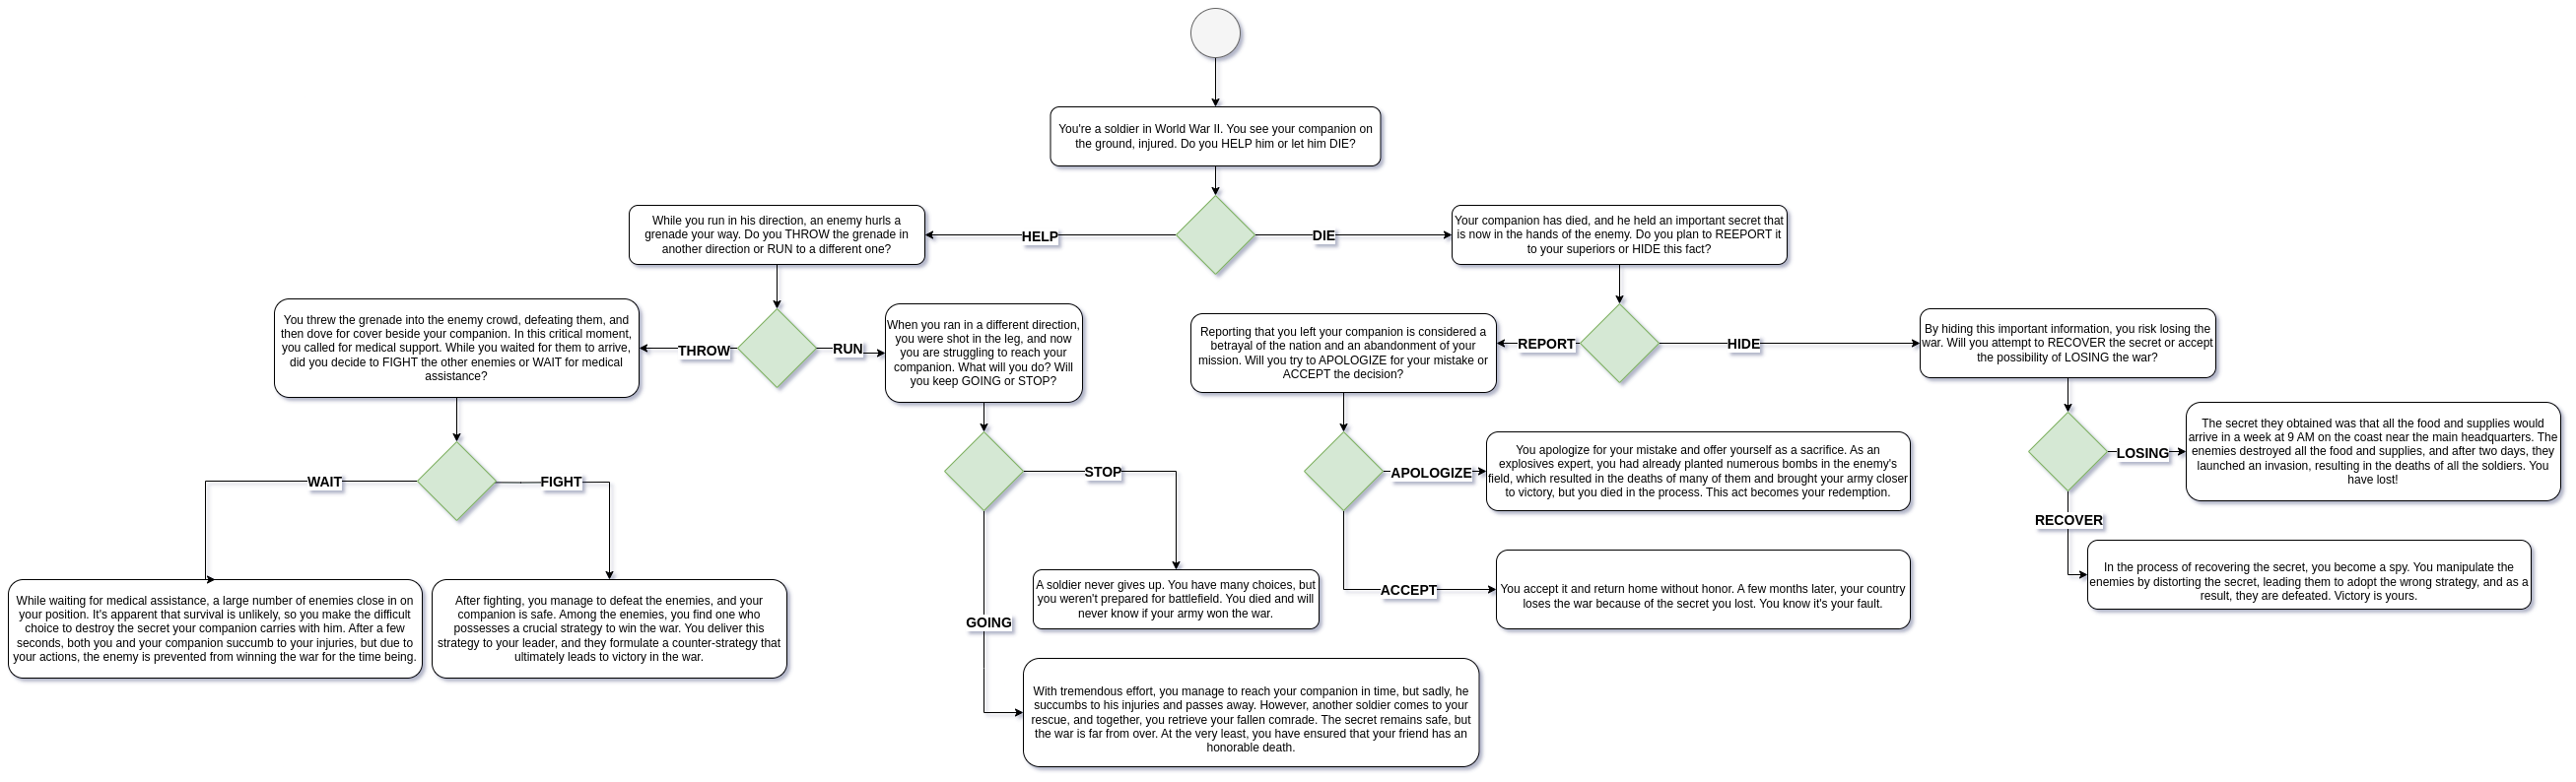 You're a soldier in World War II. You see your companion on
the ground, injured. Do you HELP him or let him DIE?
While you run in his direction, an enemy hurls a
grenade your way. Do you THROW the grenade in
another direction or RUN to a different one?
HELP
DIE
Your companion has died, and he held an important secret that
is now in the hands of the enemy. Do you plan to REEPORT it
to your superiors or HIDE this fact?
You threw the grenade into the enemy crowd, defeating them, and
then dove for cover beside your companion. In this critical moment,
you called for medical support. While you waited for them to arrive,
did you decide to FIGHT the other enemies or WAIT for medical
assistance?
THROW
RUN
When you ran in a different direction,
you were shot in the leg, and now
you are struggling to reach your
companion. What will you do? Will
you keep GOING or STOP?
Reporting that you left your companion is considered a
betrayal of the nation and an abandonment of your
mission. Will you try to APOLOGIZE for your mistake or
ACCEPT the decision?
REPORT
HIDE
By hiding this important information, you risk losing the
war. Will you attempt to RECOVER the secret or accept
the possibility of LOSING the war?
WAIT
FIGHT
STOP
APOLOGIZE
You apologize for your mistake and offer yourself as a sacrifice. As an
explosives expert, you had already planted numerous bombs in the enemy's
field, which resulted in the deaths of many of them and brought your army closer
to victory, but you died in the process. This act becomes your redemption.
LOSING
The secret they obtained was that all the food and supplies would
arrive in a week at 9 AM on the coast near the main headquarters. The
enemies destroyed all the food and supplies, and after two days, they
launched an invasion, resulting in the deaths of all the soldiers. You
have lost!
RECOVER
In the process of recovering the secret, you become a spy. You manipulate the
enemies by distorting the secret, leading them to adopt the wrong strategy, and as a
result, they are defeated. Victory is yours.
While waiting for medical assistance, a large number of enemies close in on
your position. It's apparent that survival is unlikely, so you make the difficult
choice to destroy the secret your companion carries with him. After a few
seconds, both you and your companion succumb to your injuries, but due to
your actions, the enemy is prevented from winning the war for the time being.
After fighting, you manage to defeat the enemies, and your
companion is safe. Among the enemies, you find one who
possesses a crucial strategy to win the war. You deliver this
strategy to your leader, and they formulate a counter-strategy that
ultimately leads to victory in the war.
A soldier never gives up. You have many choices, but
you weren't prepared for battlefield. You died and will
never know if your army won the war.
ACCEPT
You accept it and return home without honor. A few months later, your country
loses the war because of the secret you lost. You know it's your fault.
GOING
With tremendous effort, you manage to reach your companion in time, but sadly, he
succumbs to his injuries and passes away. However, another soldier comes to your
rescue, and together, you retrieve your fallen comrade. The secret remains safe, but
the war is far from over. At the very least, you have ensured that your friend has an
honorable death.